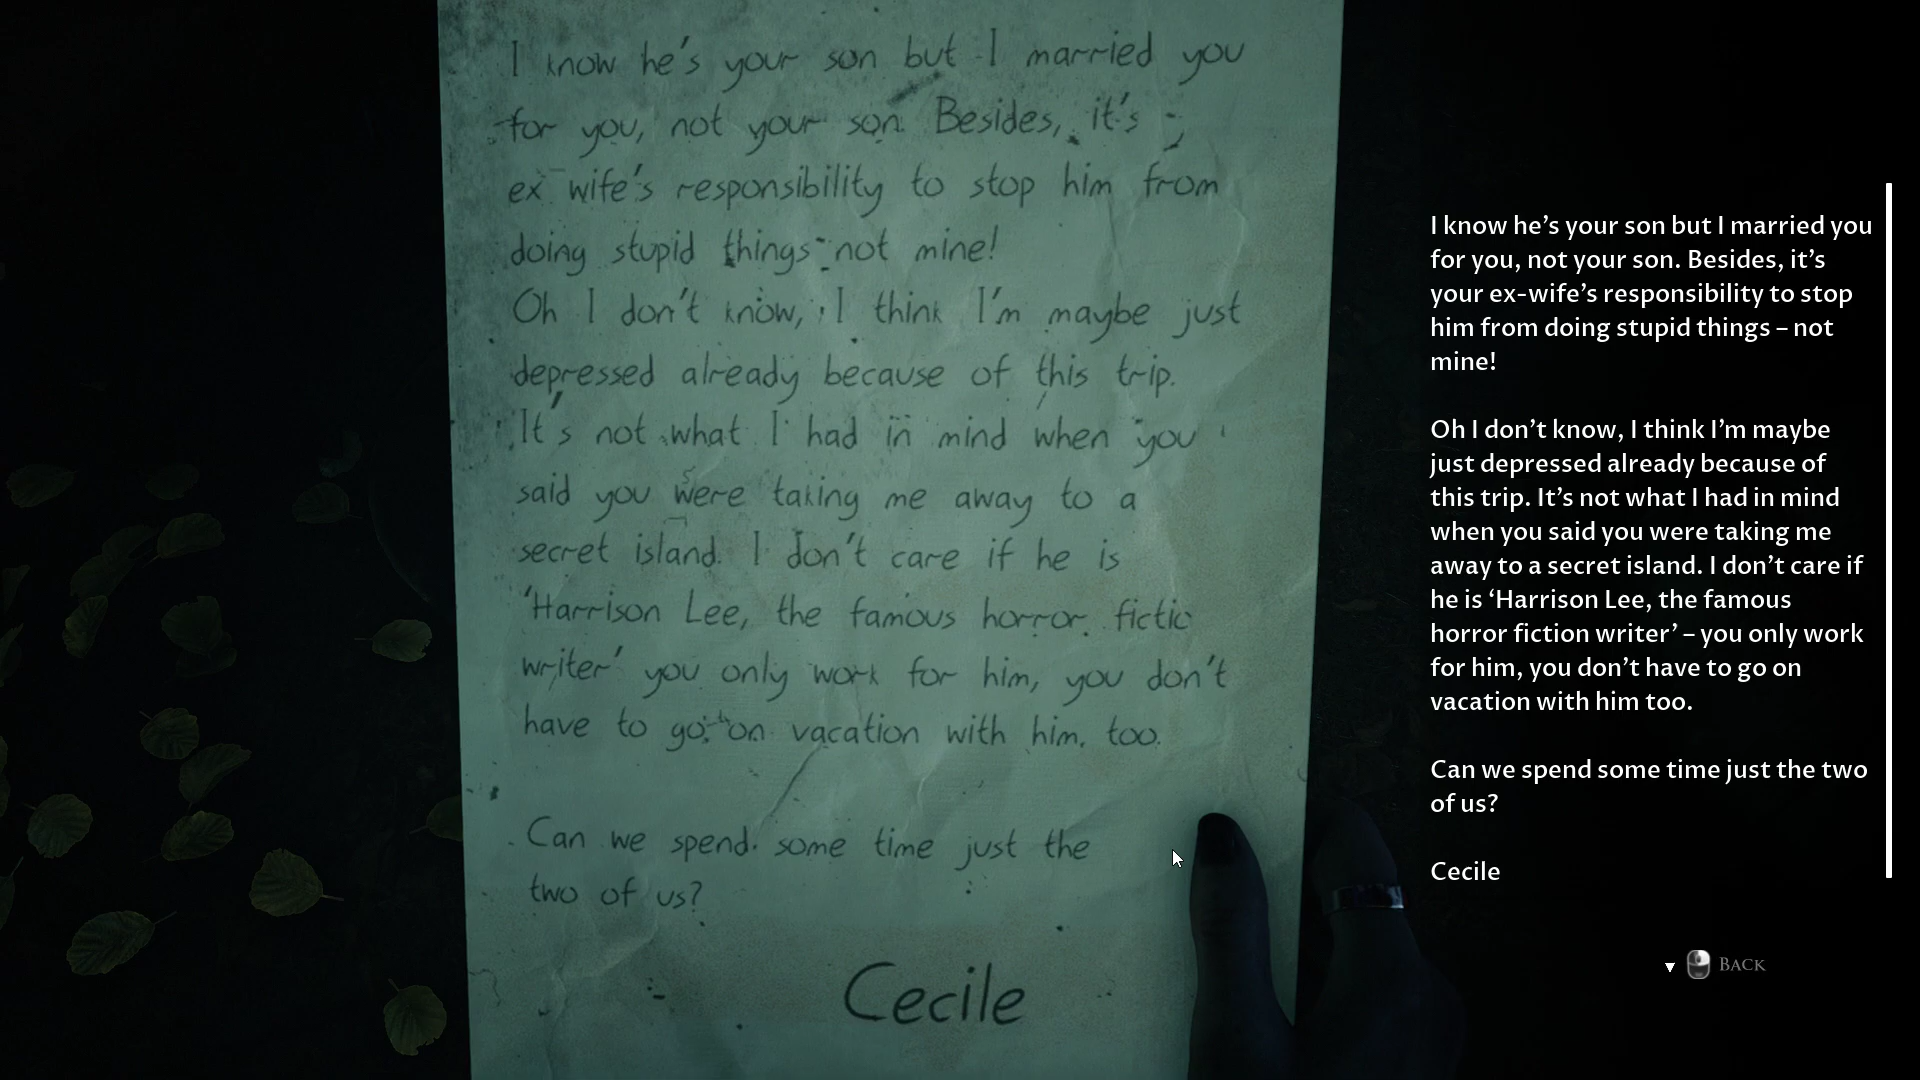 I know he's your son but I married you
for you, not your son. Besides, it's
ex wife's responsibility to stop him from
doing stupid things - not mine!
Oh I don't know, I think I'm maybe just
depressed already because of this trip.
It's not what I had in mind when you
said you were taking me away to a
secret island. I don't care if he is
'Harrison Lee, the famous horror fictio
writer' you only work for him, you don't
have to go on vacation with him, too.
Can we spend some time just the
two of us?
Cecile
I know he's your son but I married you
for you, not your son. Besides, it's
your ex-wife's responsibility to stop
him from doing stupid things – not
mine!
Oh I don't know, I think I'm maybe
just depressed already because of
this trip. It's not what I had in mind
when you said you were taking me
away to a secret island. I don't care if
he is ‘Harrison Lee, the famous
horror fiction writer’ – you only work
for him, you don't have to go on
vacation with him too.
Can we spend some time just the two
of us?
Cecile
BACK